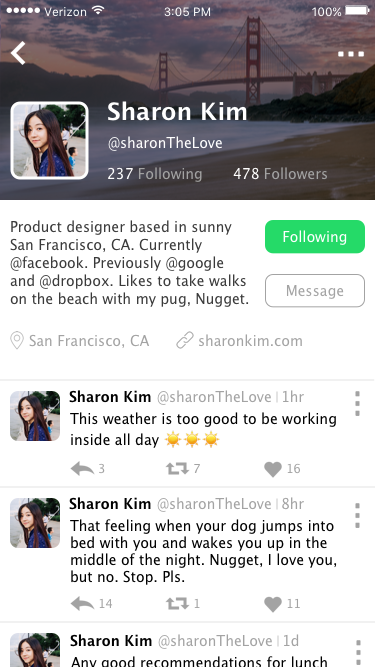 Verizon 3:05 PM 100%
Sharon Kim
@sharonTheLove
237 Following 478 Followers
Product designer based in sunny
San Francisco, CA. Currently
@facebook. Previously @google
and @dropbox. Likes to take walks
on the beach with my pug, Nugget.
Following
Message
San Francisco, CA sharonkim.com
Sharon Kim @sharonTheLove | 1hr
This weather is too good to be working
inside all day ☀️☀️☀️
3 7 16
Sharon Kim @sharonTheLove | 8hr
That feeling when your dog jumps into
bed with you and wakes you up in the
middle of the night. Nugget, I love you,
but no. Stop. Pls.
14 1 11
Sharon Kim @sharonTheLove | 1d
Any good recommendations for lunch